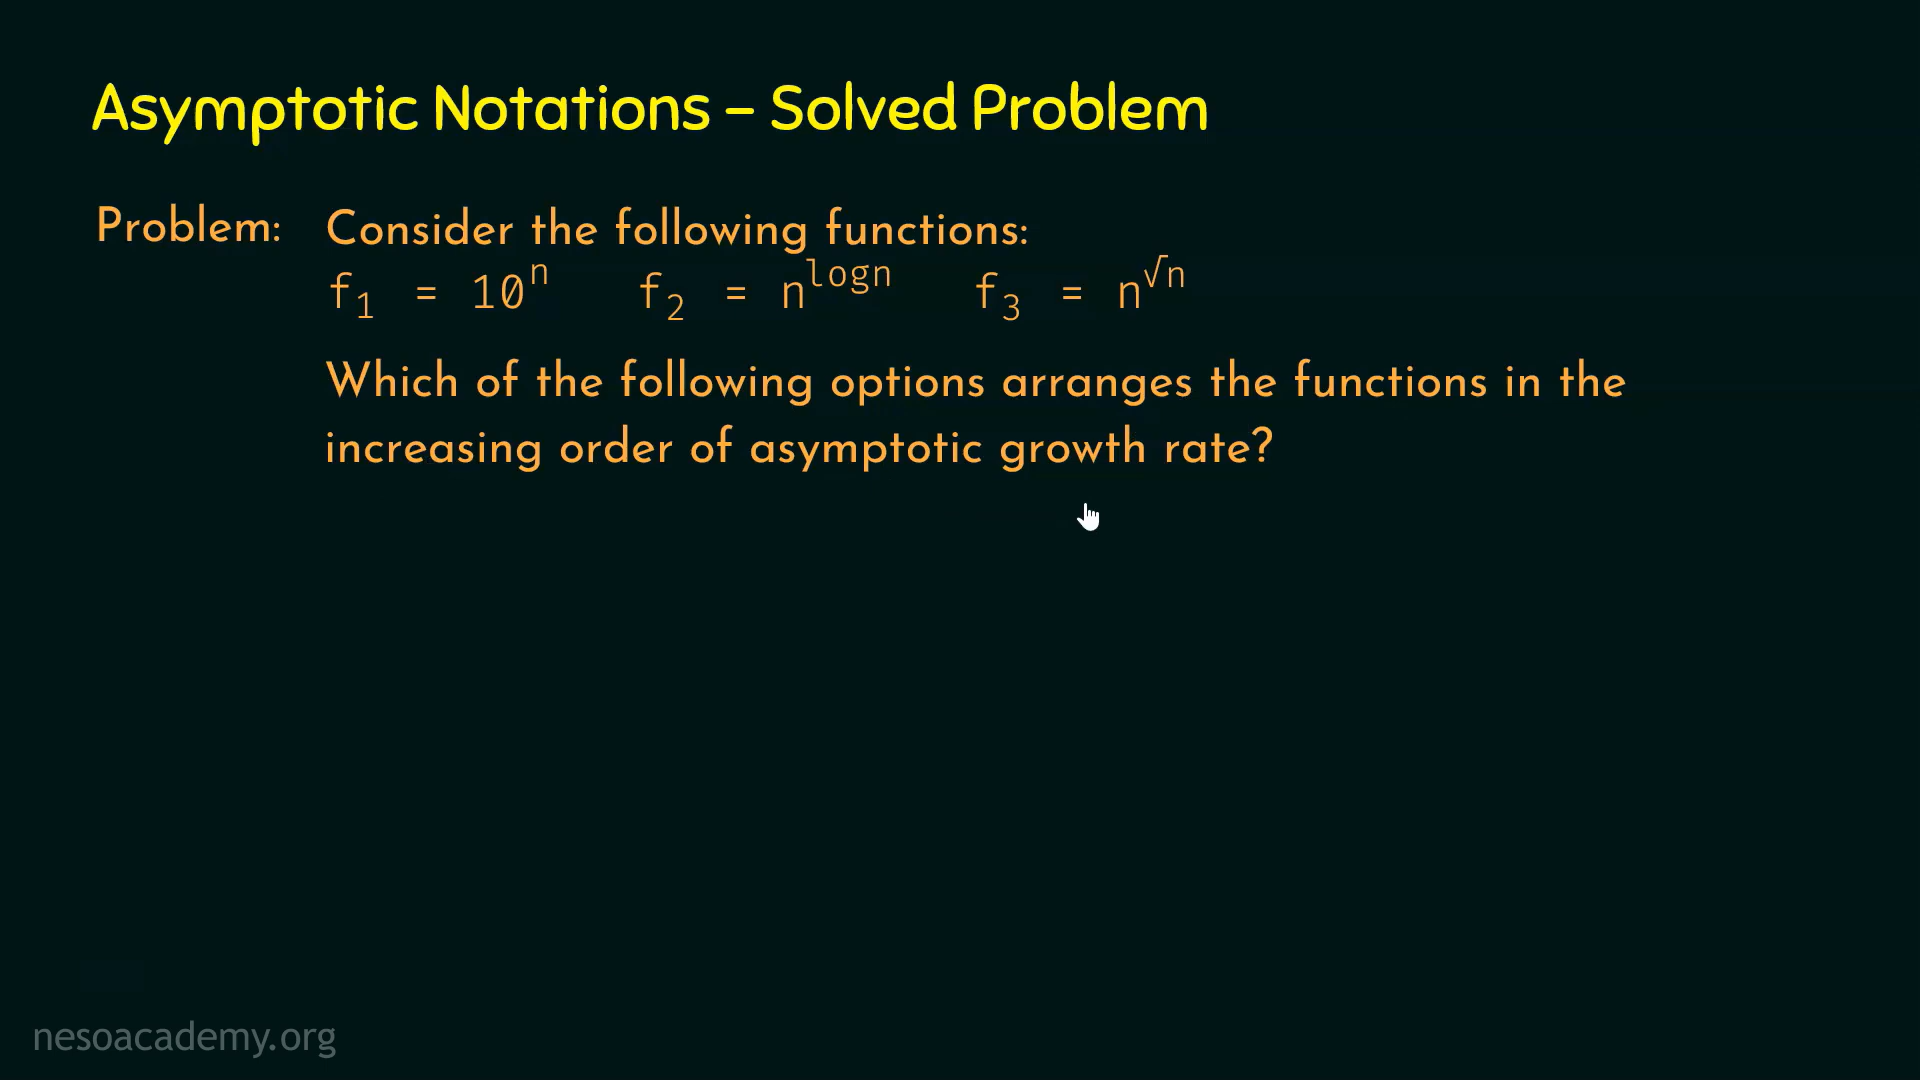 Asymptotic Notations – Solved Problem
Problem: Consider the following functions:
f₁ = 10ⁿ f₂ = n^logn f₃ = n^√n
Which of the following options arranges the functions in the
increasing order of asymptotic growth rate?
nesoacademy.org